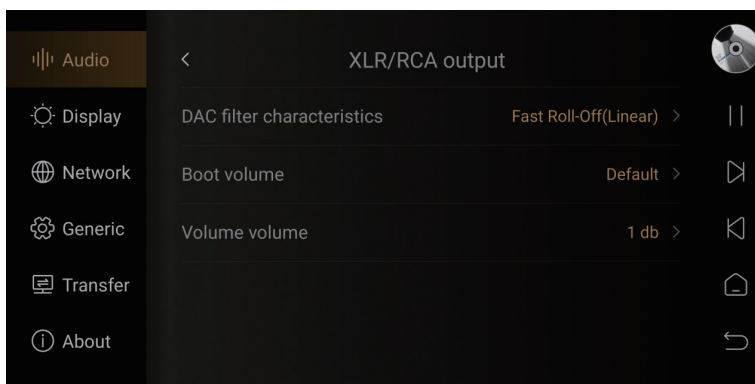 Audio
Display
Network
Generic
Transfer
About
XLR/RCA output
DAC filter characteristics Fast Roll-Off(Linear)
Boot volume Default
Volume volume 1 db